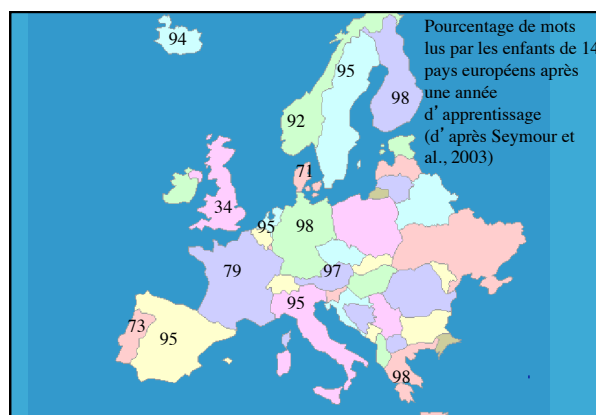 Pourcentage de mots
lus par les enfants de 14
pays européens après
une année
d’apprentissage
(d’après Seymour et
al., 2003)
94
95
98
92
71
34
95
98
79
97
95
73
95
98